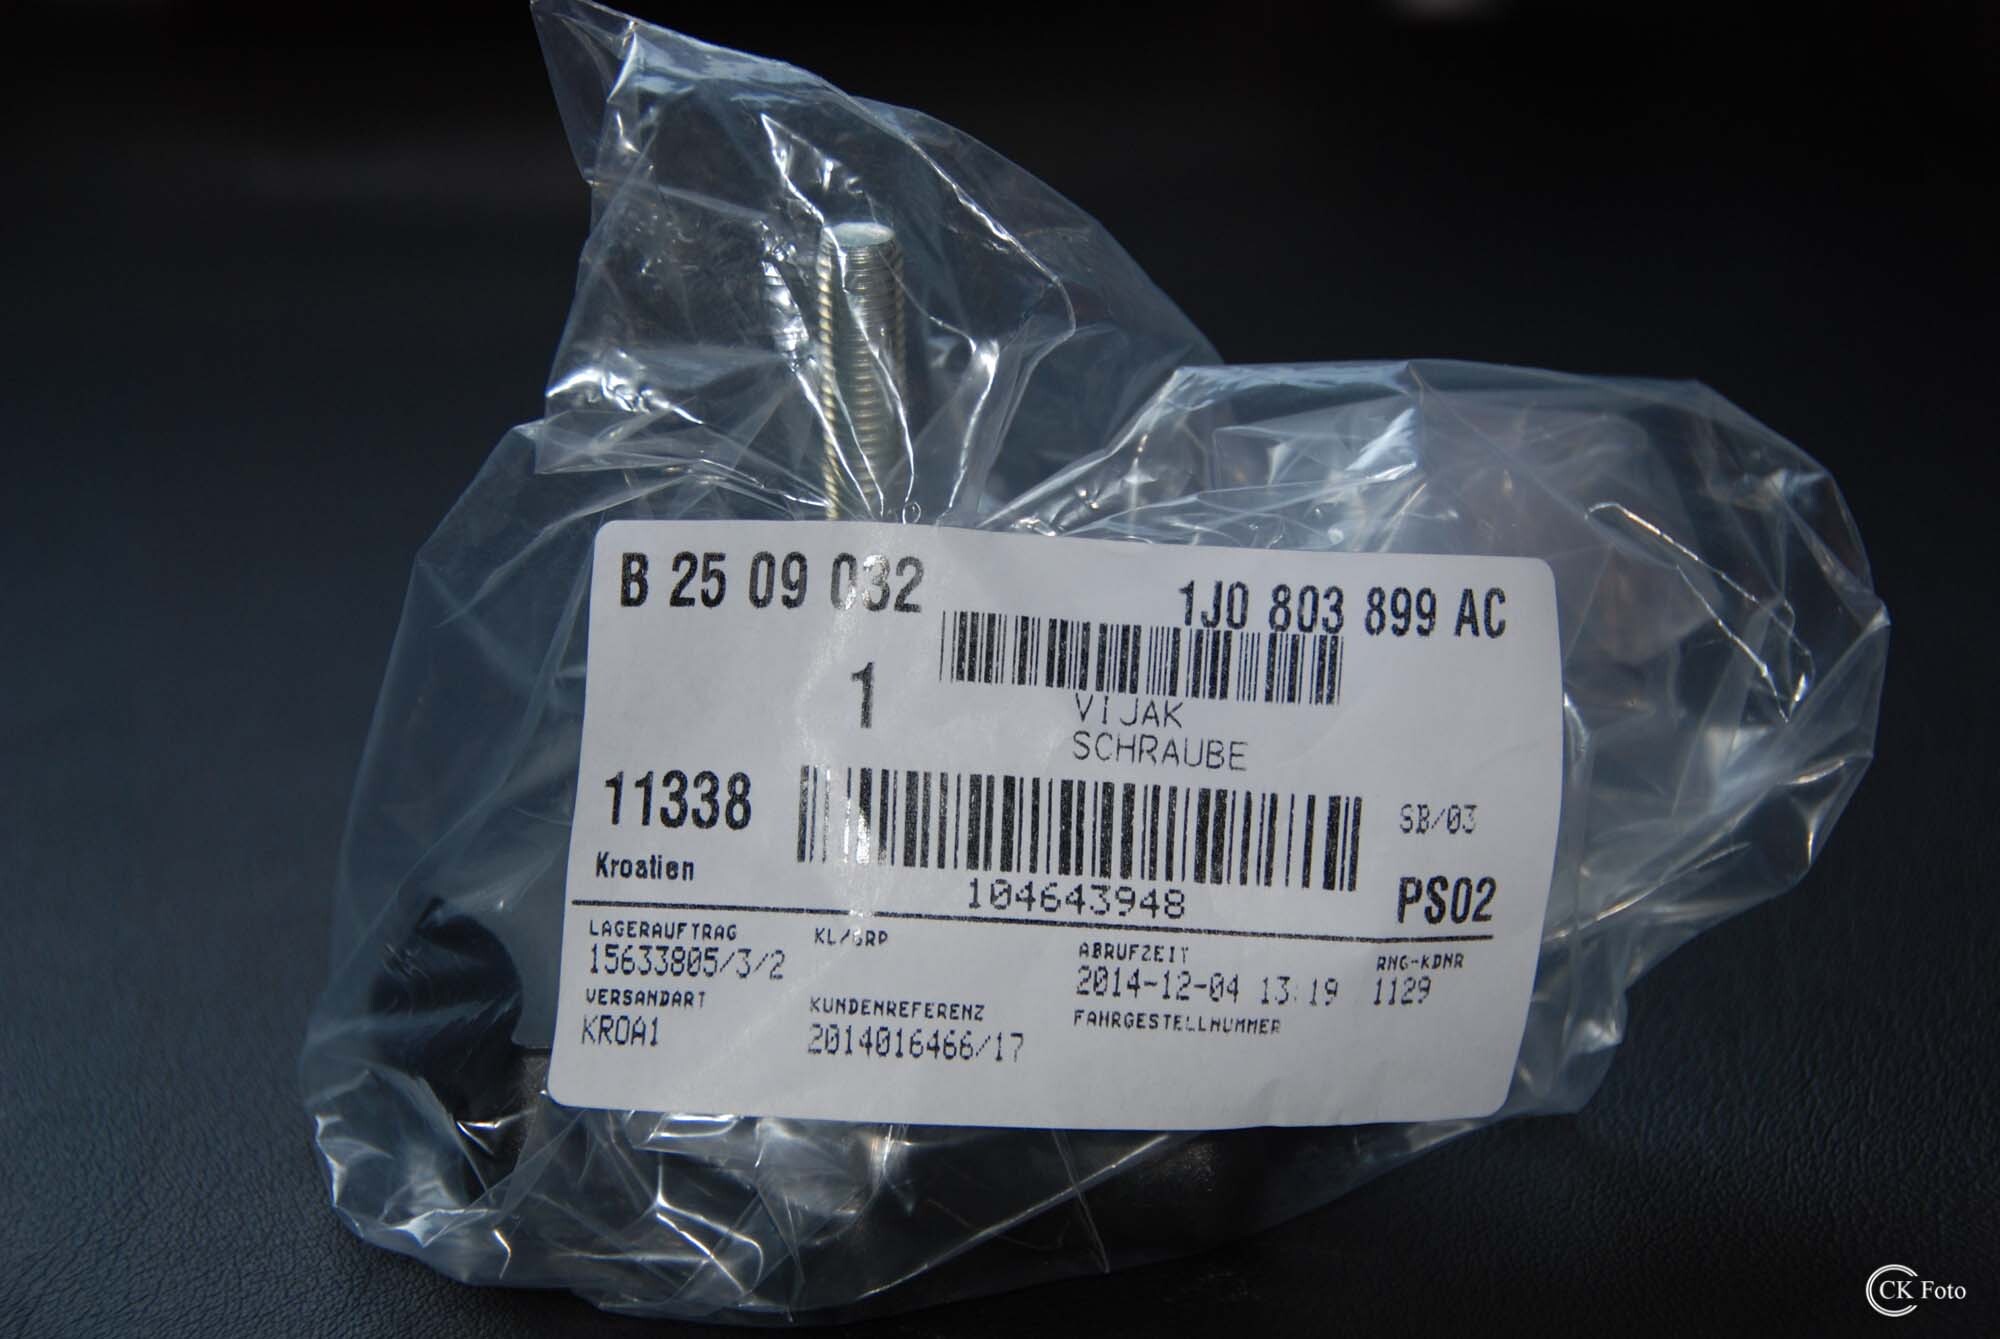 B 25 09 032
1J0 803 899 AC
1
VIJAK
SCHRAUBE
11338
Kroatien
104643948
SB/03
PS02
LAGERAUFTRAG
15633805/3/2
KL/GRP
ABRUFZEIT
2014-12-04 13:19
RNG-KDNR
1129
VERSANDART
KROA1
KUNDENREFERENZ
2014016466/17
FAHRGESTELLNUMMER
CK Foto